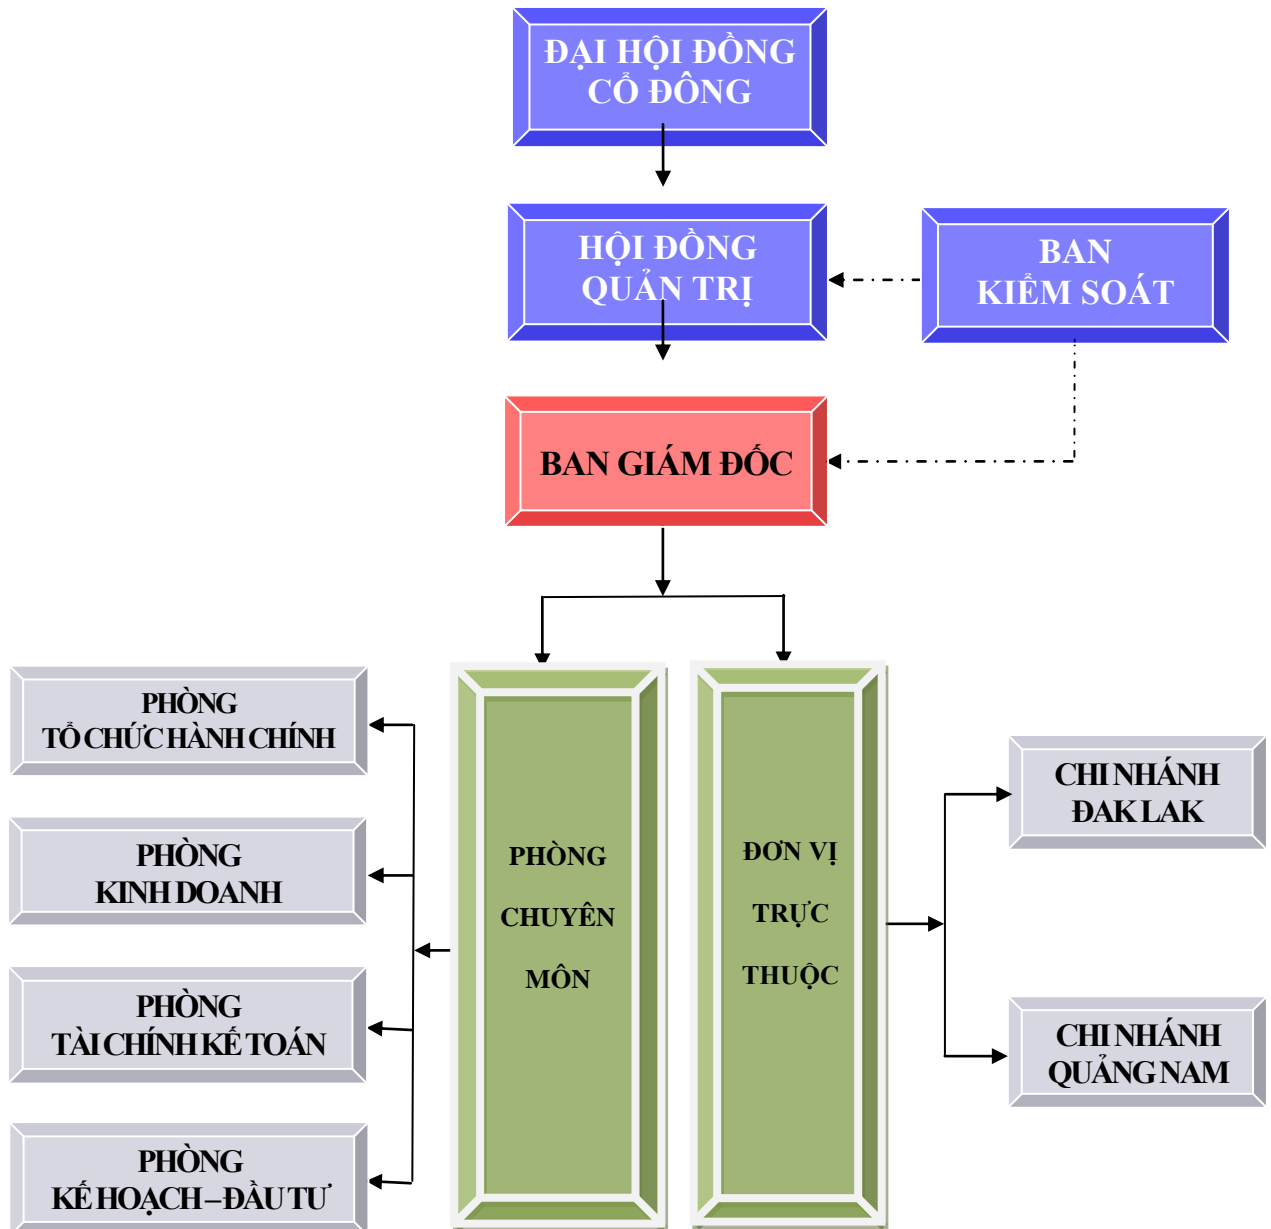 ĐẠI HỘI ĐỒNG
CỔ ĐÔNG
HỘI ĐỒNG
QUẢN TRỊ
BAN
KIỂM SOÁT
BAN GIÁM ĐỐC
PHÒNG
TỔ CHỨC HÀNH CHÍNH
PHÒNG
KINH DOANH
PHÒNG
TÀI CHÍNH KẾ TOÁN
PHÒNG
KẾ HOẠCH – ĐẦU TƯ
PHÒNG
CHUYÊN
MÔN
ĐƠN VỊ
TRỰC
THUỘC
CHI NHÁNH
ĐAK LAK
CHI NHÁNH
QUẢNG NAM